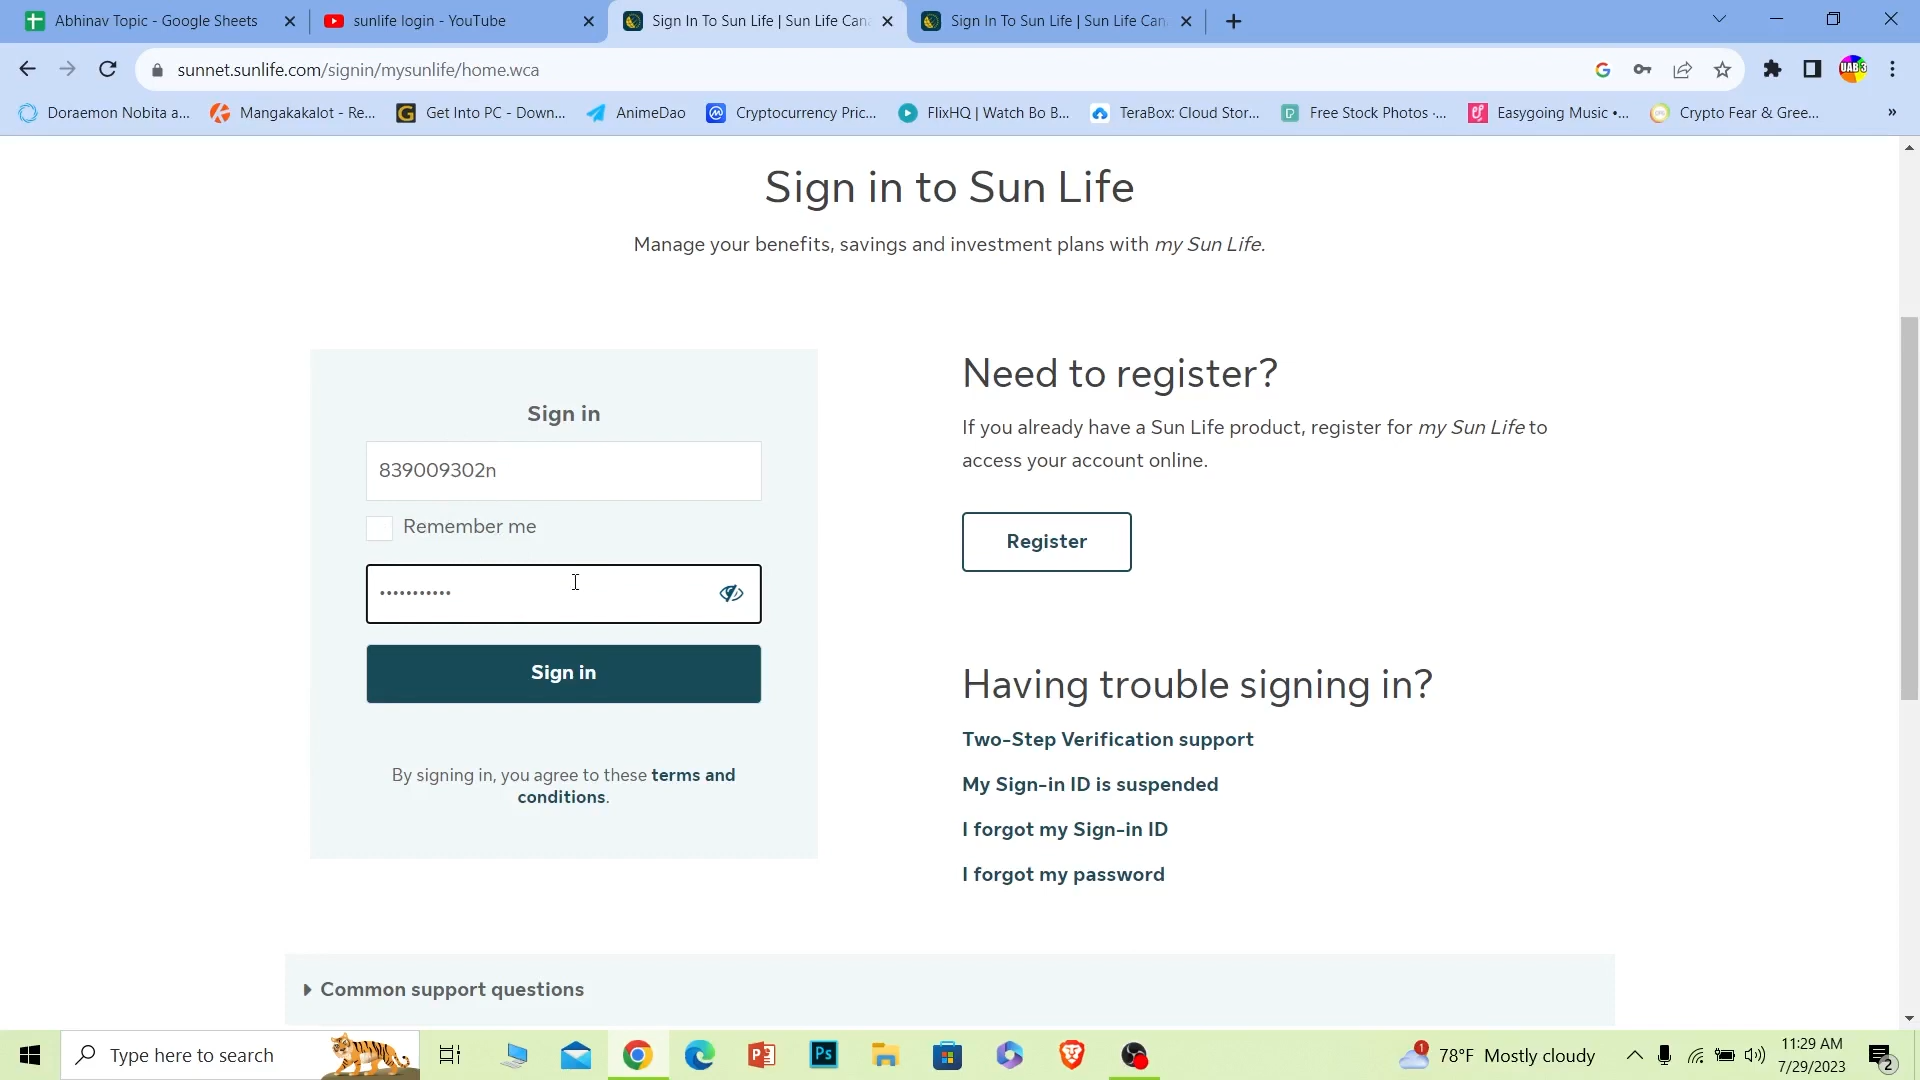 Abhinav Topic - Google Sheets
sunlife login - YouTube
Sign In To Sun Life | Sun Life Can
Sign In To Sun Life | Sun Life Can
sunnet.sunlife.com/signin/mysunlife/home.wca
UAB 3
Doraemon Nobita a...
Mangakakalot - Re...
Get Into PC - Down...
AnimeDao
Cryptocurrency Pric...
FlixHQ | Watch Bo B...
TeraBox: Cloud Stor...
Free Stock Photos ·...
Easygoing Music •...
Crypto Fear & Gree...
»
Sign in to Sun Life
Manage your benefits, savings and investment plans with my Sun Life.
Sign in
839009302n
Remember me
•••••••••••
Sign in
By signing in, you agree to these terms and
conditions.
Need to register?
If you already have a Sun Life product, register for my Sun Life to
access your account online.
Register
Having trouble signing in?
Two-Step Verification support
My Sign-in ID is suspended
I forgot my Sign-in ID
I forgot my password
Common support questions
Type here to search
Ps
1
78°F Mostly cloudy
11:29 AM
7/29/2023
2